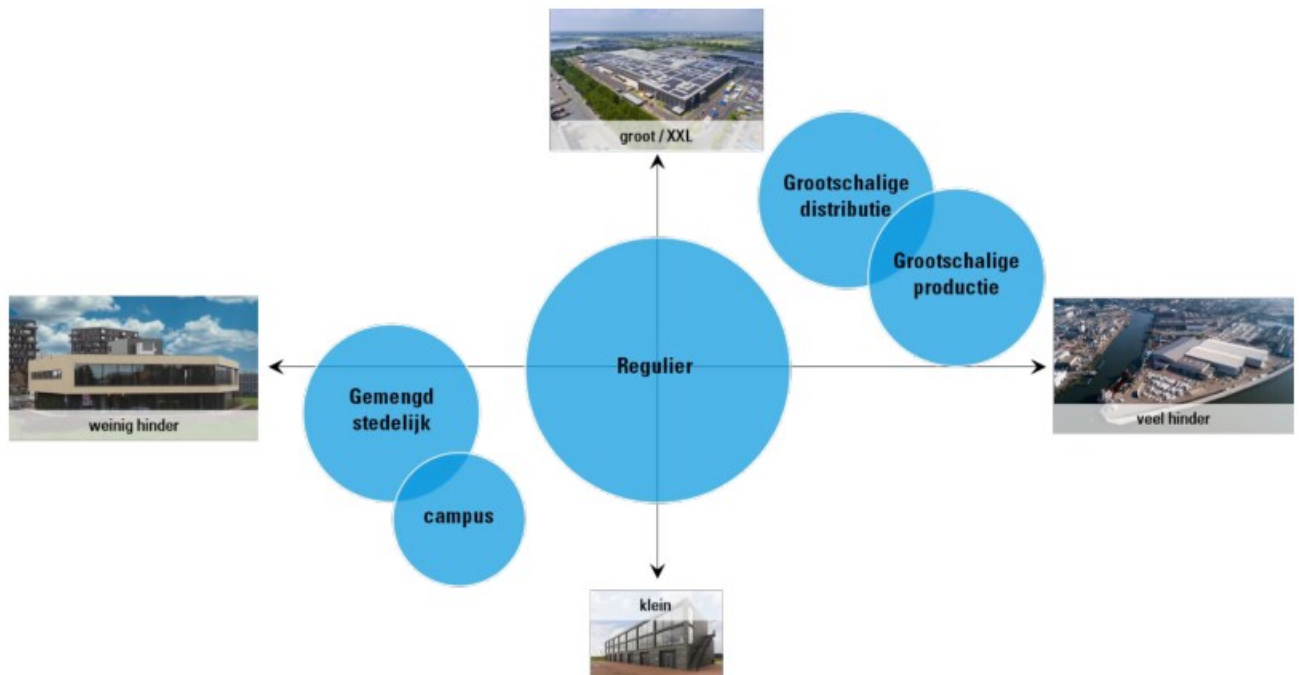 groot / XXL
Grootschalige
distributie
Grootschalige
productie
Regulier
weinig hinder
Gemengd
stedelijk
veel hinder
campus
klein